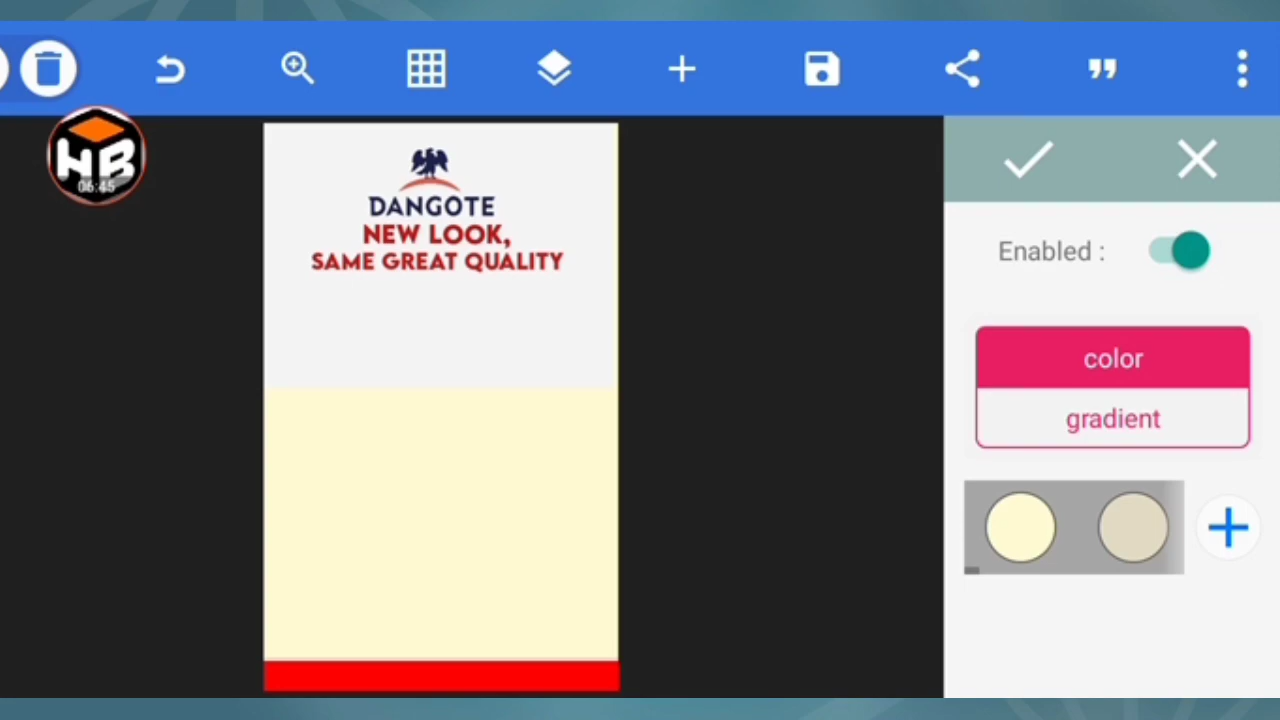 HB
06:45
DANGOTE
NEW LOOK,
SAME GREAT QUALITY
Enabled :
color
gradient